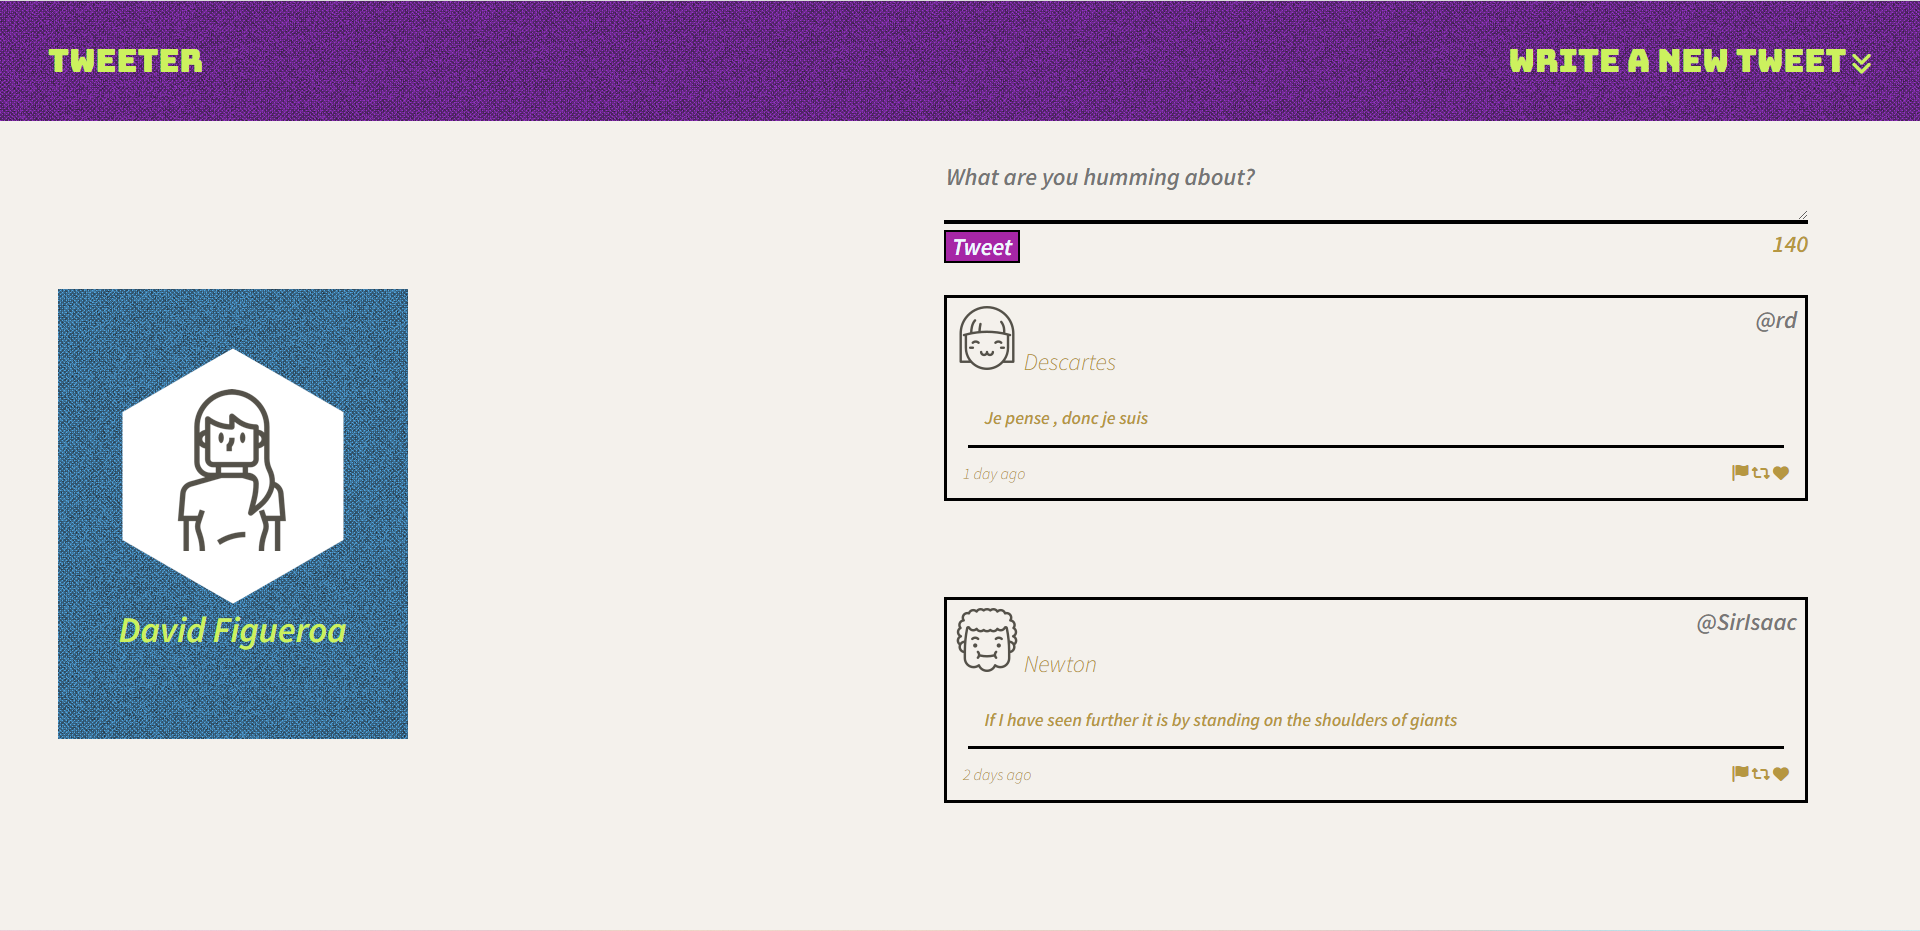 TWEETER
WRITE A NEW TWEET
What are you humming about?
Tweet
140
David Figueroa
@rd
Descartes
Je pense , donc je suis
1 day ago
@SirIsaac
Newton
If I have seen further it is by standing on the shoulders of giants
2 days ago